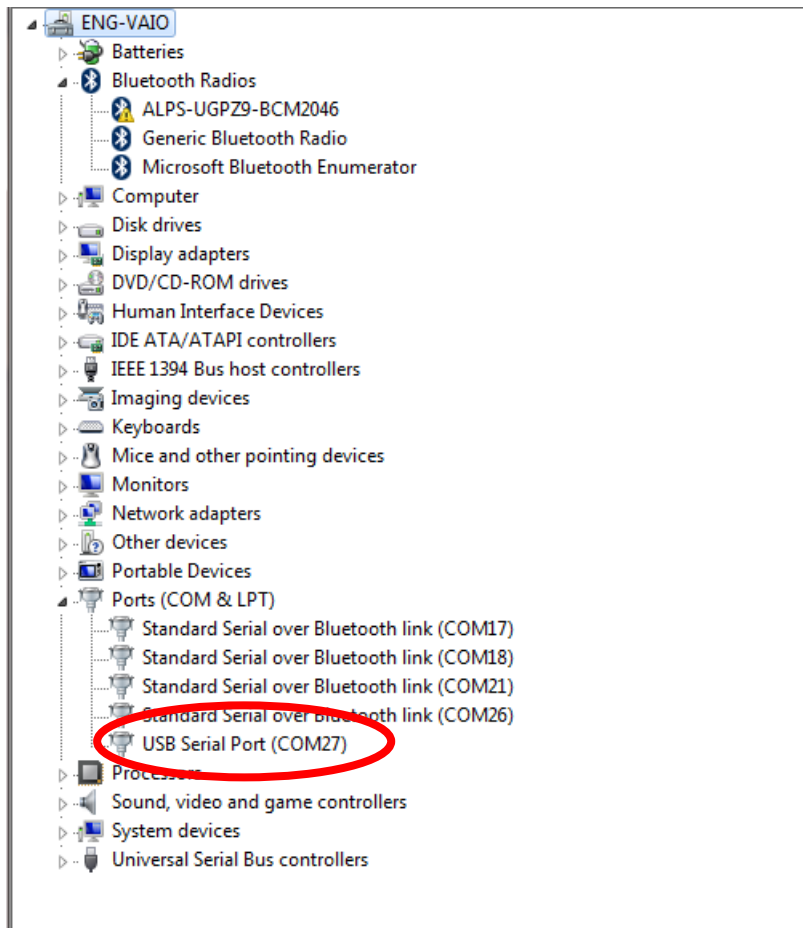 ENG-VAIO
Batteries
Bluetooth Radios
ALPS-UGPZ9-BCM2046
Generic Bluetooth Radio
Microsoft Bluetooth Enumerator
Computer
Disk drives
Display adapters
DVD/CD-ROM drives
Human Interface Devices
IDE ATA/ATAPI controllers
IEEE 1394 Bus host controllers
Imaging devices
Keyboards
Mice and other pointing devices
Monitors
Network adapters
Other devices
Portable Devices
Ports (COM & LPT)
Standard Serial over Bluetooth link (COM17)
Standard Serial over Bluetooth link (COM18)
Standard Serial over Bluetooth link (COM21)
Standard Serial over Bluetooth link (COM26)
USB Serial Port (COM27)
Processors
Sound, video and game controllers
System devices
Universal Serial Bus controllers